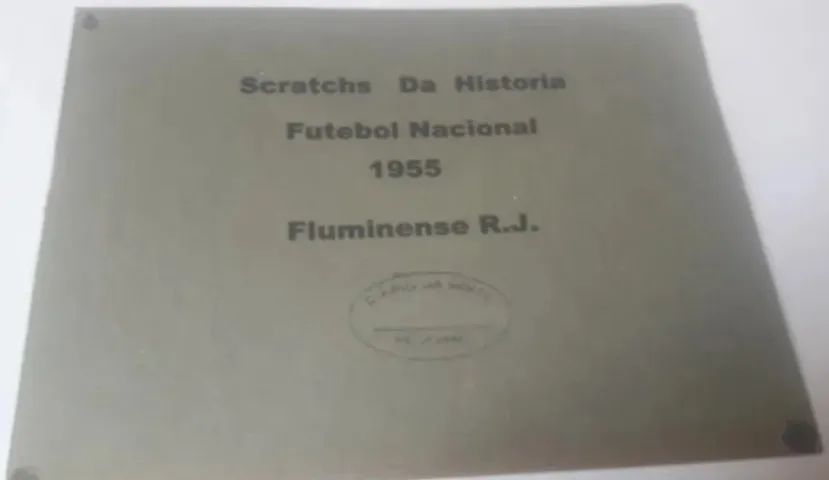 Scratchs Da Historia
Futebol Nacional
1955
Fluminense R.J.